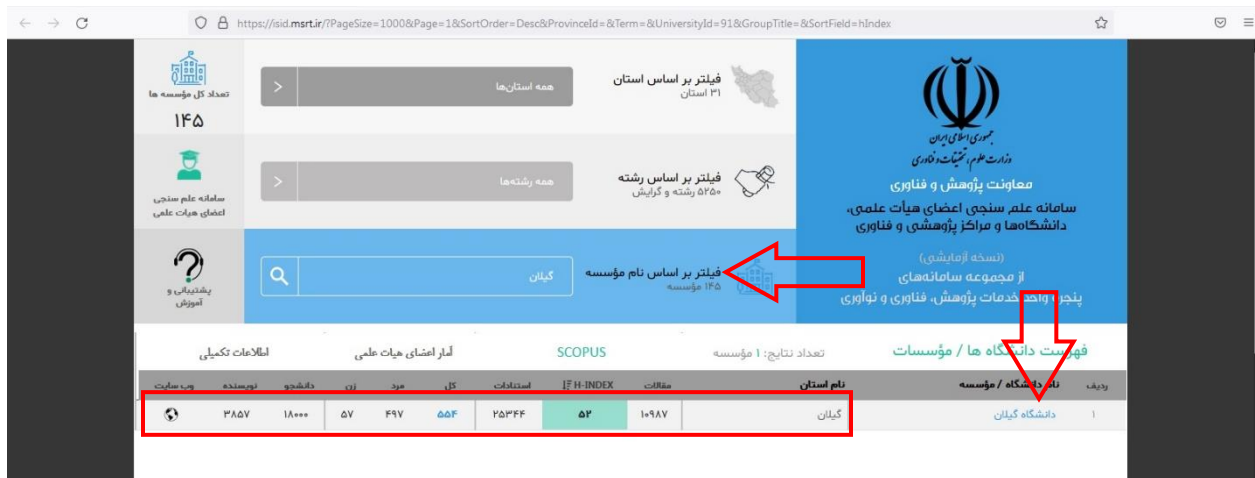 https://isid.msrt.ir/?PageSize=1000&Page=1&SortOrder=Desc&ProvinceId=&Term=&UniversityId=91&GroupTitle=&SortField=hIndex
جمهوری اسلامی ایران
وزارت علوم، تحقیقات و فناوری
معاونت پژوهش و فناوری
سامانه علم سنجی اعضای هیأت علمی،
دانشگاه‌ها و مراکز پژوهشی و فناوری
(نسخه آزمایشی)
از مجموعه سامانه‌های
پنجره واحد خدمات پژوهش، فناوری و نوآوری
فیلتر بر اساس استان
۳۱ استان
همه استان‌ها
فیلتر بر اساس رشته
۵۲۵۰ رشته و گرایش
همه رشته‌ها
فیلتر بر اساس نام مؤسسه
۱۴۵ مؤسسه
گیلان
تعداد کل مؤسسه ها
۱۴۵
سامانه علم سنجی
اعضای هیات علمی
پشتیبانی و
آموزش
فهرست دانشگاه ها / مؤسسات
تعداد نتایج: ۱ مؤسسه
SCOPUS
آمار اعضای هیات علمی
اطلاعات تکمیلی
ردیف نام دانشگاه / مؤسسه نام استان مقالات H-INDEX استنادات کل مرد زن دانشجو نویسنده وب سایت
۱ دانشگاه گیلان گیلان ۱۰۹۸۷ ۵۲ ۲۵۳۴۴ ۵۵۴ ۴۹۷ ۵۷ ۱۸۰۰۰ ۳۸۵۷